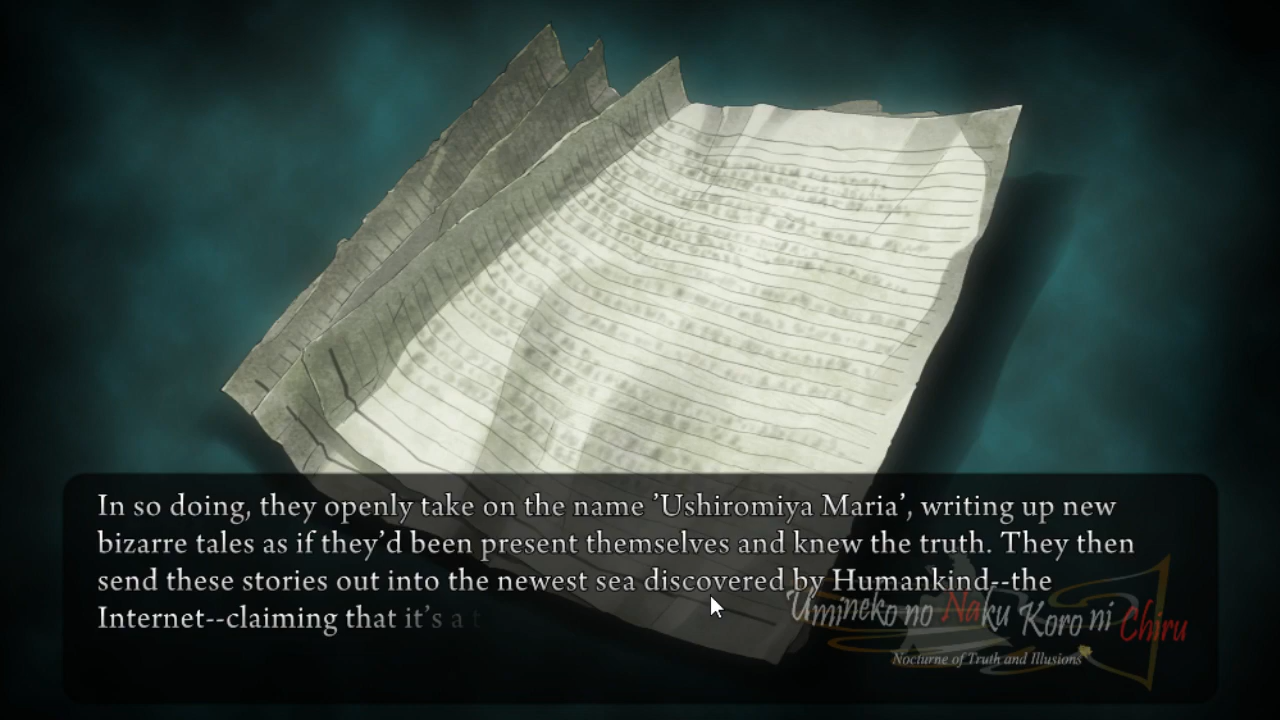 In so doing, they openly take on the name 'Ushiromiya Maria', writing up new
bizarre tales as if they'd been present themselves and knew the truth. They then
send these stories out into the newest sea discovered by Humankind--the
Internet--claiming that it's a t
Umineko no Naku Koro ni Chiru
Nocturne of Truth and Illusions